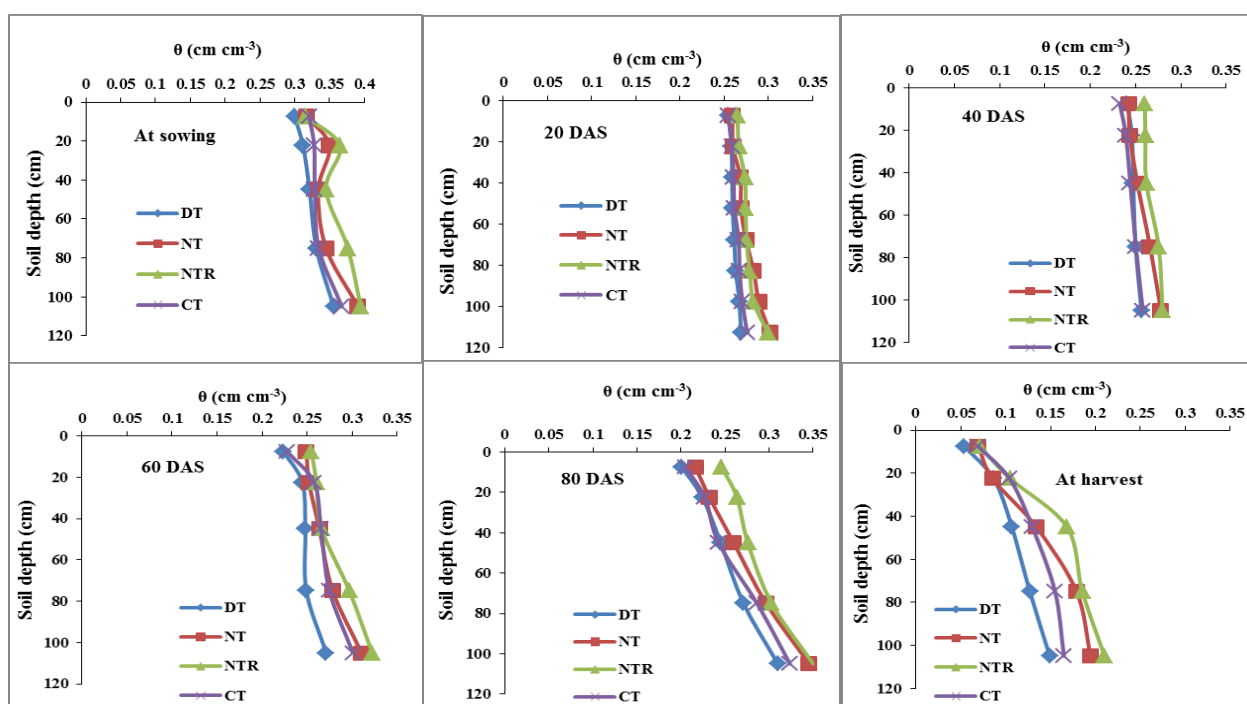 θ (cm cm⁻³)
0 0.05 0.1 0.15 0.2 0.25 0.3 0.35 0.4
0
20
40
60
80
100
120
Soil depth (cm)
At sowing
DT
NT
NTR
CT
θ (cm cm⁻³)
0 0.05 0.1 0.15 0.2 0.25 0.3 0.35
0
20
40
60
80
100
120
Soil depth (cm)
20 DAS
DT
NT
NTR
CT
θ (cm cm⁻³)
0 0.05 0.1 0.15 0.2 0.25 0.3 0.35
0
20
40
60
80
100
120
Soil depth (cm)
40 DAS
DT
NT
NTR
CT
θ (cm cm⁻³)
0 0.05 0.1 0.15 0.2 0.25 0.3 0.35
0
20
40
60
80
100
120
Soil depth (cm)
60 DAS
DT
NT
NTR
CT
θ (cm cm⁻³)
0 0.05 0.1 0.15 0.2 0.25 0.3 0.35
0
20
40
60
80
100
120
Soil depth (cm)
80 DAS
DT
NT
NTR
CT
θ (cm cm⁻³)
0 0.05 0.1 0.15 0.2 0.25 0.3 0.35
0
20
40
60
80
100
120
Soil depth (cm)
At harvest
DT
NT
NTR
CT